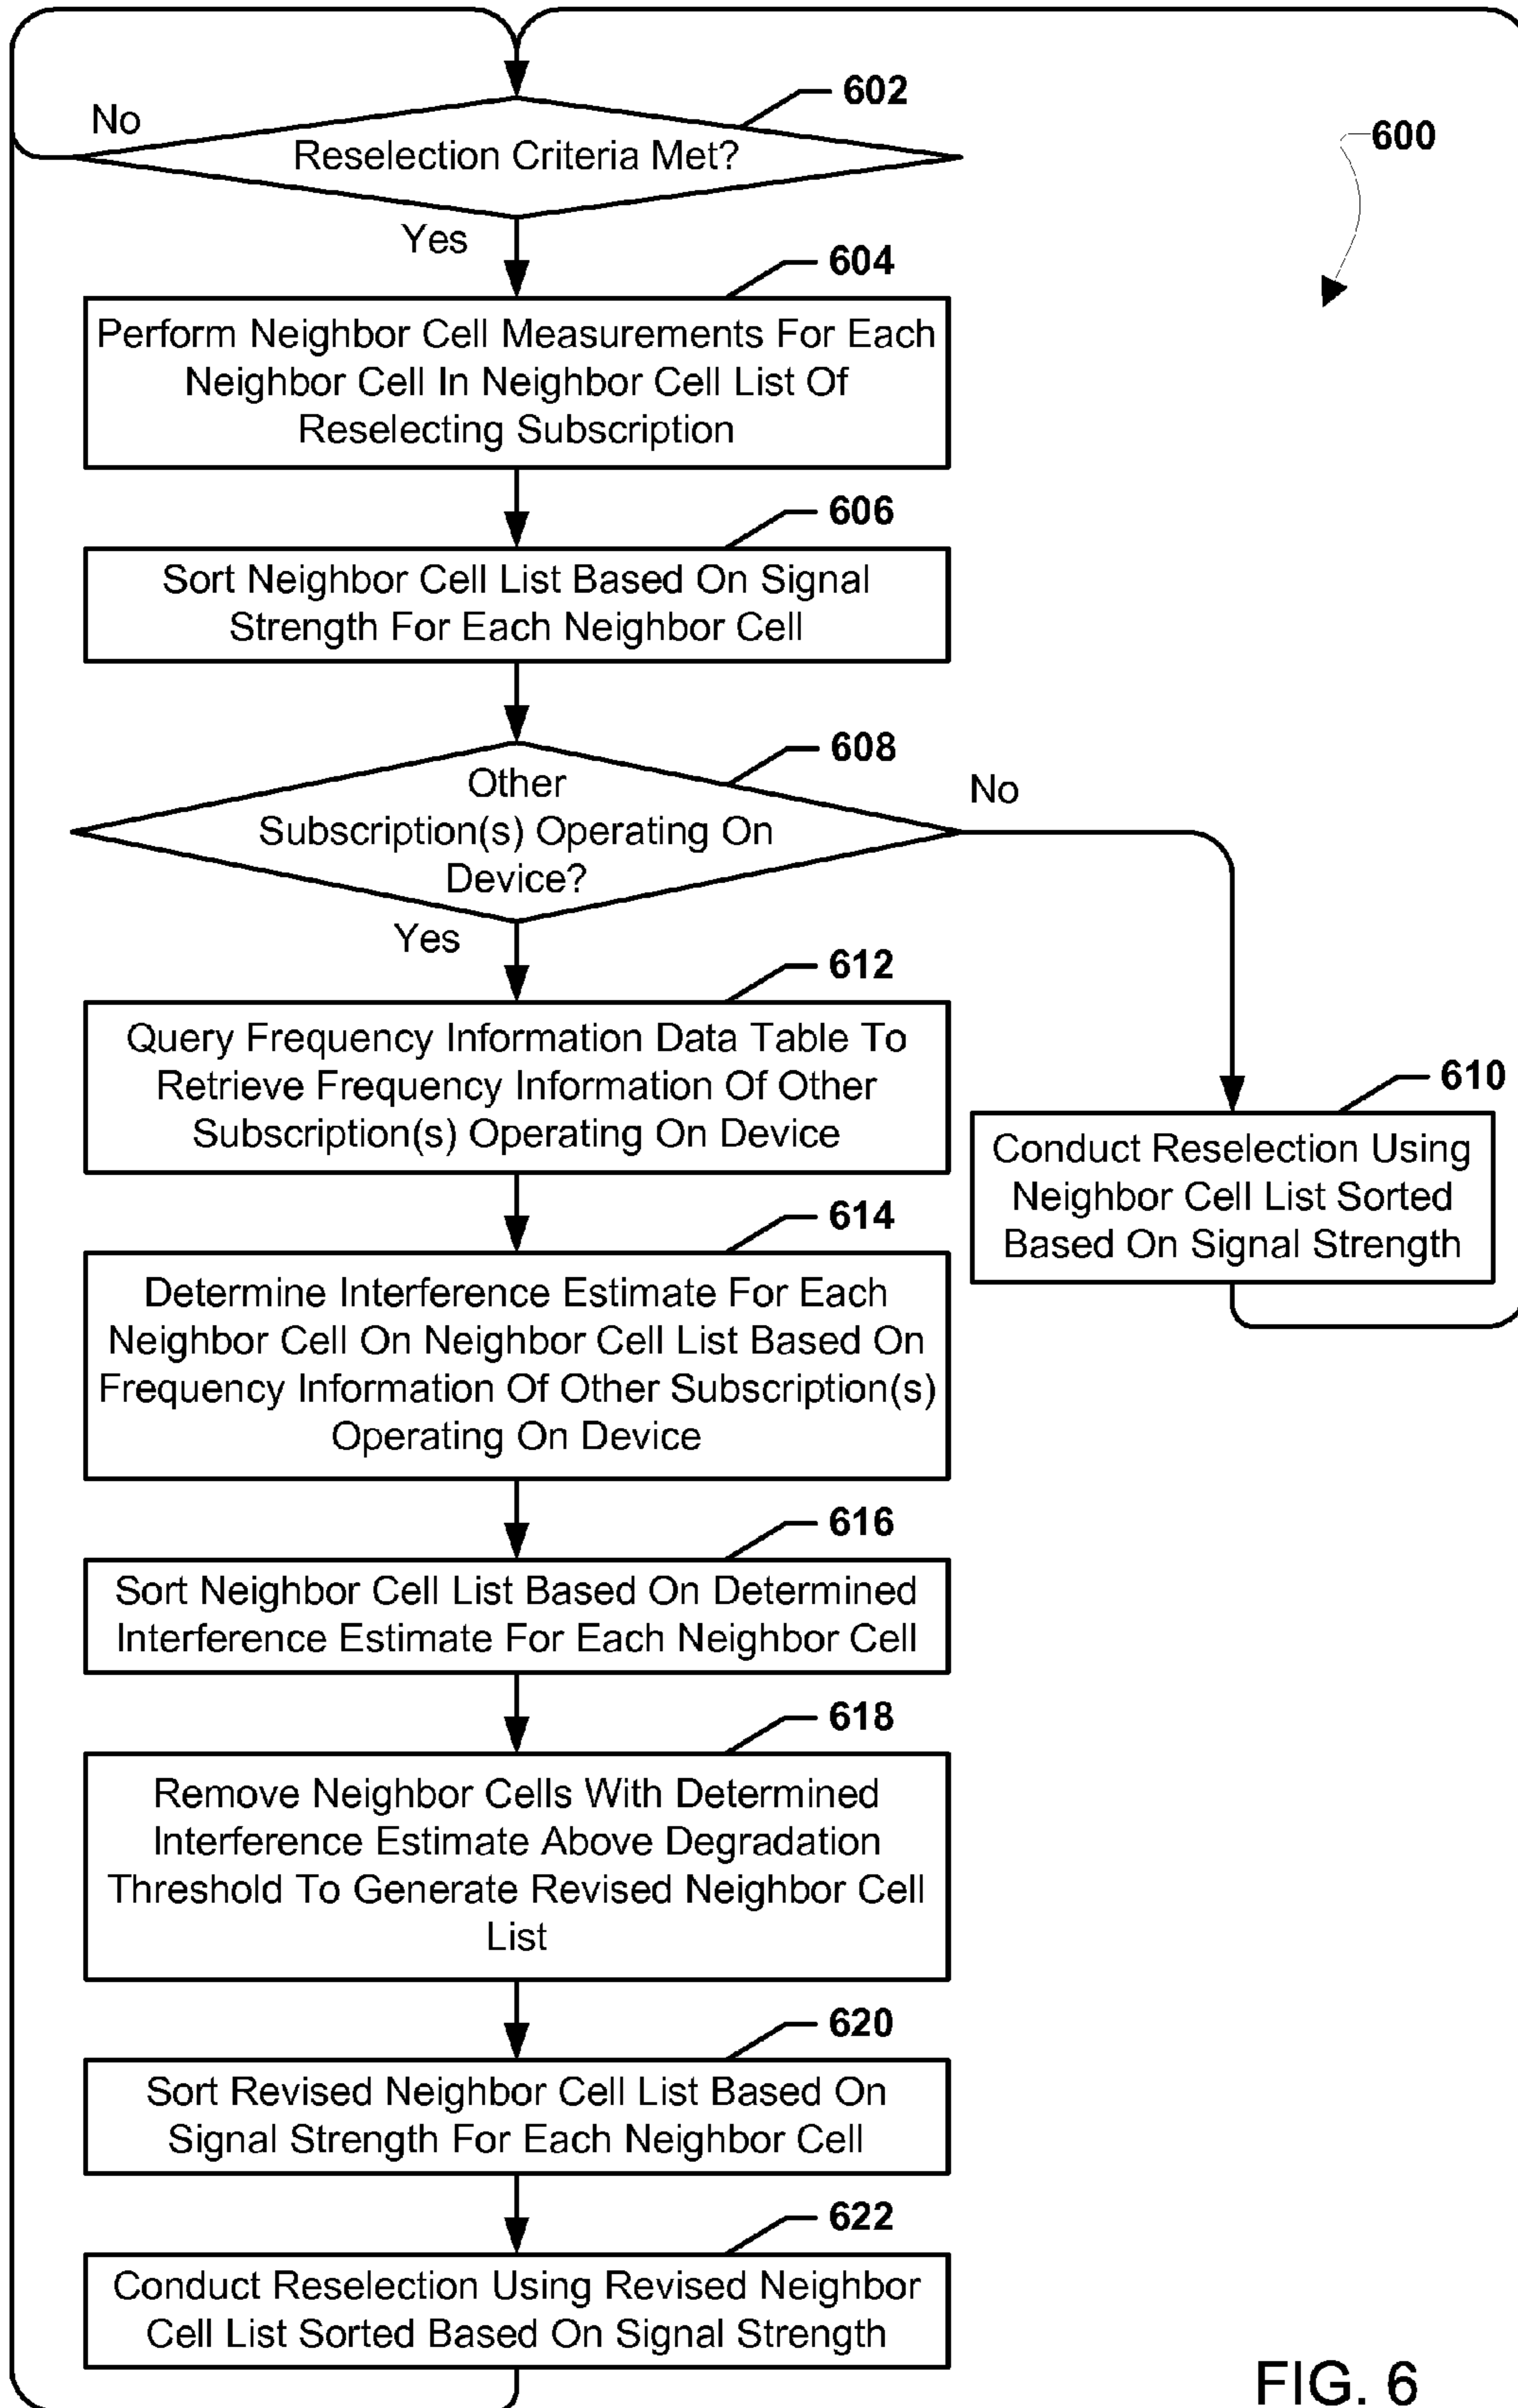 602
No
Reselection Criteria Met?
600
Yes
604
Perform Neighbor Cell Measurements For Each
Neighbor Cell In Neighbor Cell List Of
Reselecting Subscription
606
Sort Neighbor Cell List Based On Signal
Strength For Each Neighbor Cell
608
Other
Subscription(s) Operating On
Device?
No
Yes
612
Query Frequency Information Data Table To
Retrieve Frequency Information Of Other
Subscription(s) Operating On Device
610
Conduct Reselection Using
Neighbor Cell List Sorted
Based On Signal Strength
614
Determine Interference Estimate For Each
Neighbor Cell On Neighbor Cell List Based On
Frequency Information Of Other Subscription(s)
Operating On Device
616
Sort Neighbor Cell List Based On Determined
Interference Estimate For Each Neighbor Cell
618
Remove Neighbor Cells With Determined
Interference Estimate Above Degradation
Threshold To Generate Revised Neighbor Cell
List
620
Sort Revised Neighbor Cell List Based On
Signal Strength For Each Neighbor Cell
622
Conduct Reselection Using Revised Neighbor
Cell List Sorted Based On Signal Strength
FIG. 6